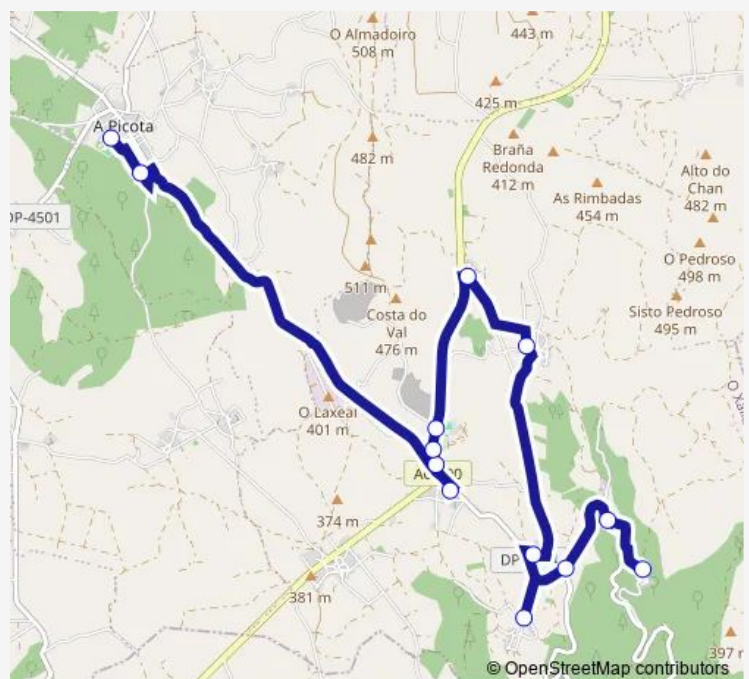 O Almadoiro
508 m
443 m
425 m
A Picota
482 m
Braña
Redonda
412 m
Alto do
Chan
482 m
As Rimbadas
454 m
DP-4501
O Pedroso
498 m
511 m
Costa do
Val
476 m
Sisto Pedroso
495 m
O Laxeal
401 m
374 m
DP
381 m
397 m
© OpenStreetMap contributors